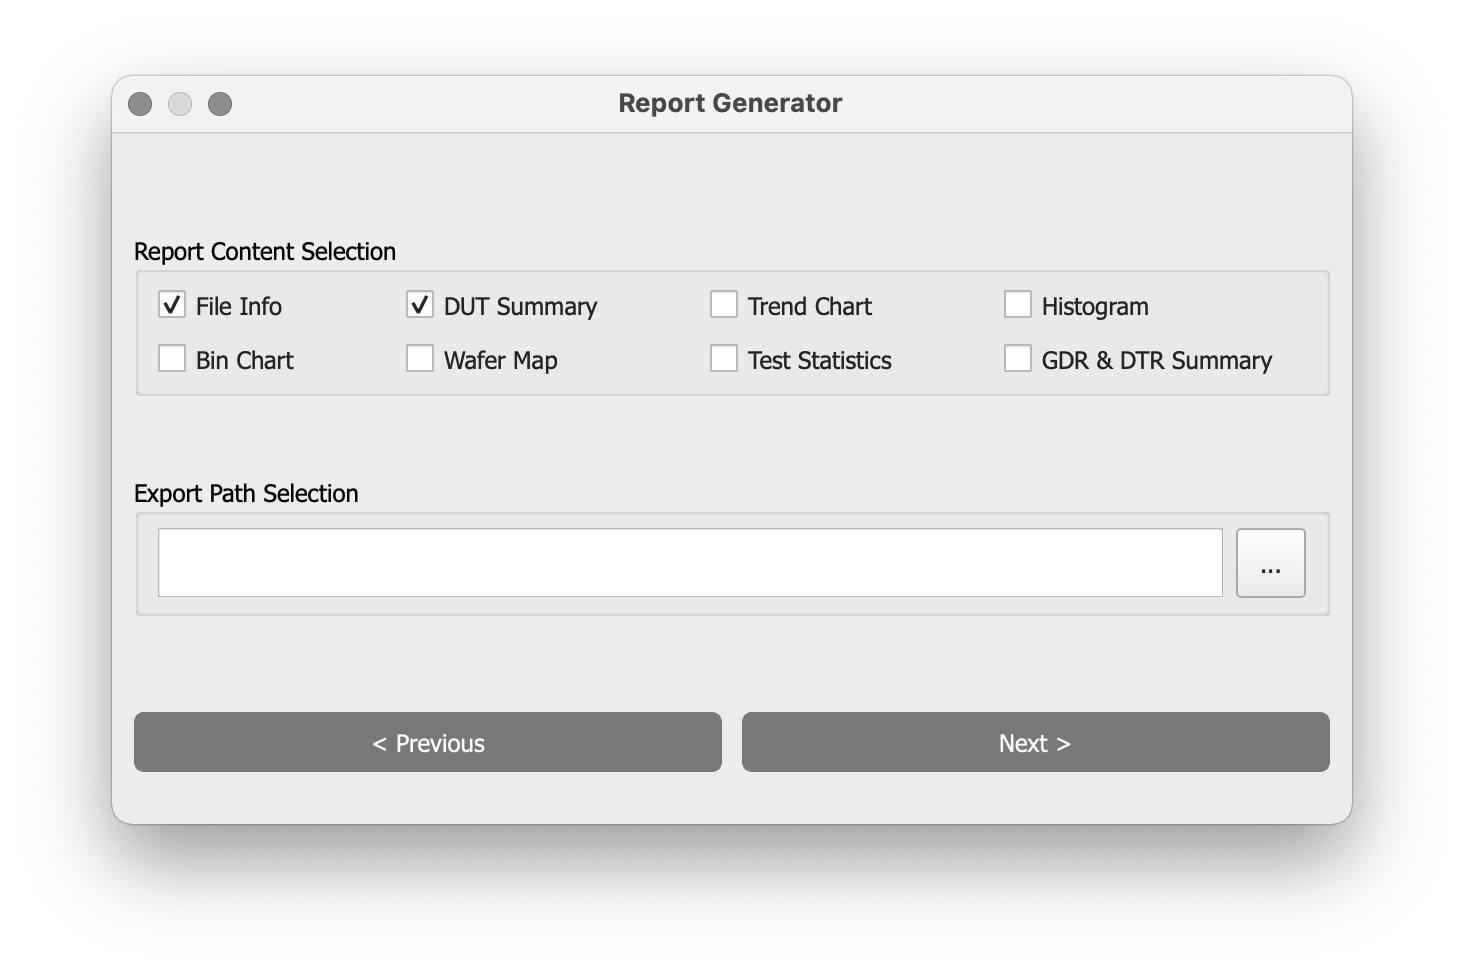 Report Generator
Report Content Selection
File Info DUT Summary Trend Chart Histogram
Bin Chart Wafer Map Test Statistics GDR & DTR Summary
Export Path Selection
...
< Previous Next >